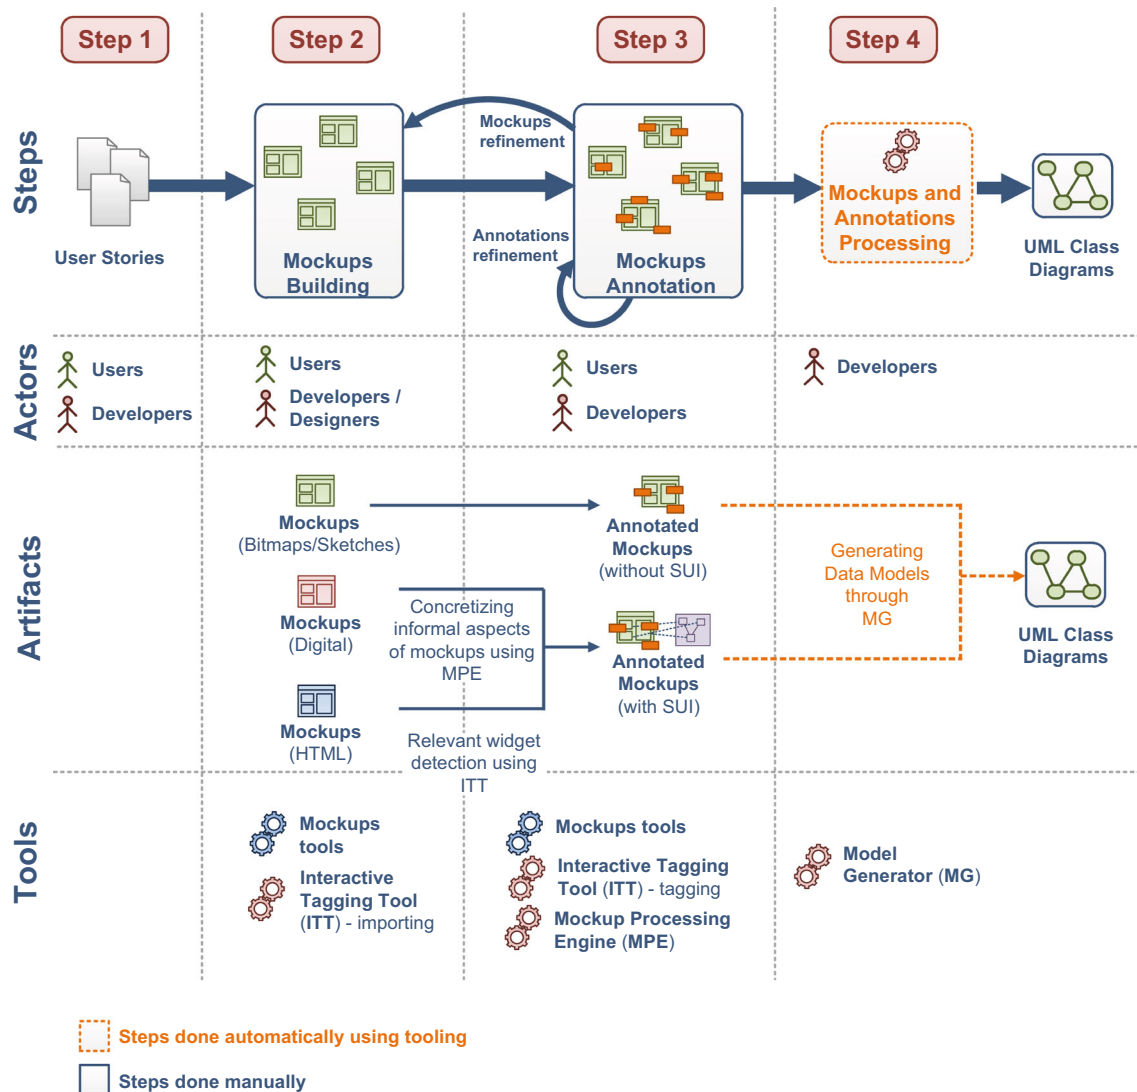 Step 1
Step 2
Step 3
Step 4
Steps
User Stories
Mockups
Building
Mockups
refinement
Annotations
refinement
Mockups
Annotation
Mockups and
Annotations
Processing
UML Class
Diagrams
Actors
Users
Developers
Users
Developers /
Designers
Users
Developers
Developers
Artifacts
Mockups
(Bitmaps/Sketches)
Mockups
(Digital)
Mockups
(HTML)
Concretizing
informal aspects
of mockups using
MPE
Relevant widget
detection using
ITT
Annotated
Mockups
(without SUI)
Annotated
Mockups
(with SUI)
Generating
Data Models
through
MG
UML Class
Diagrams
Tools
Mockups
tools
Interactive
Tagging Tool
(ITT) - importing
Mockups tools
Interactive Tagging
Tool (ITT) - tagging
Mockup Processing
Engine (MPE)
Model
Generator (MG)
Steps done automatically using tooling
Steps done manually